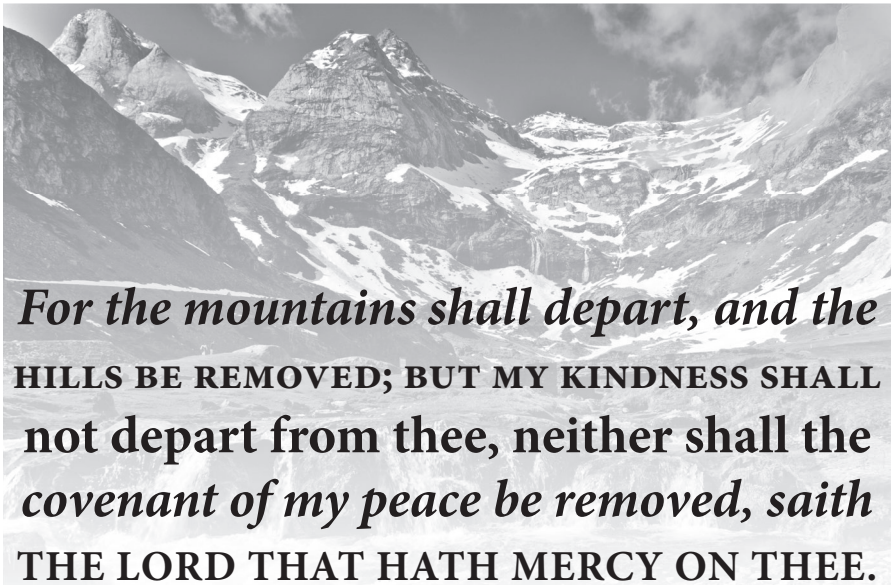 For the mountains shall depart, and the
HILLS BE REMOVED; BUT MY KINDNESS SHALL
not depart from thee, neither shall the
covenant of my peace be removed, saith
THE LORD THAT HATH MERCY ON THEE.